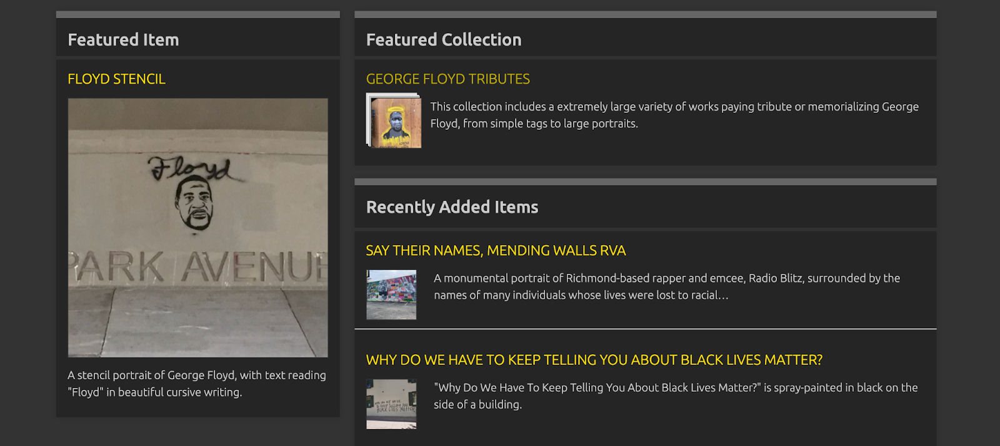 Featured Item
FLOYD STENCIL
Floyd
PARK AVENUE
A stencil portrait of George Floyd, with text reading
"Floyd" in beautiful cursive writing.
Featured Collection
GEORGE FLOYD TRIBUTES
This collection includes a extremely large variety of works paying tribute or memorializing George
Floyd, from simple tags to large portraits.
Recently Added Items
SAY THEIR NAMES, MENDING WALLS RVA
A monumental portrait of Richmond-based rapper and emcee, Radio Blitz, surrounded by the
names of many individuals whose lives were lost to racial...
WHY DO WE HAVE TO KEEP TELLING YOU ABOUT BLACK LIVES MATTER?
"Why Do We Have To Keep Telling You About Black Lives Matter?" is spray-painted in black on the
side of a building.